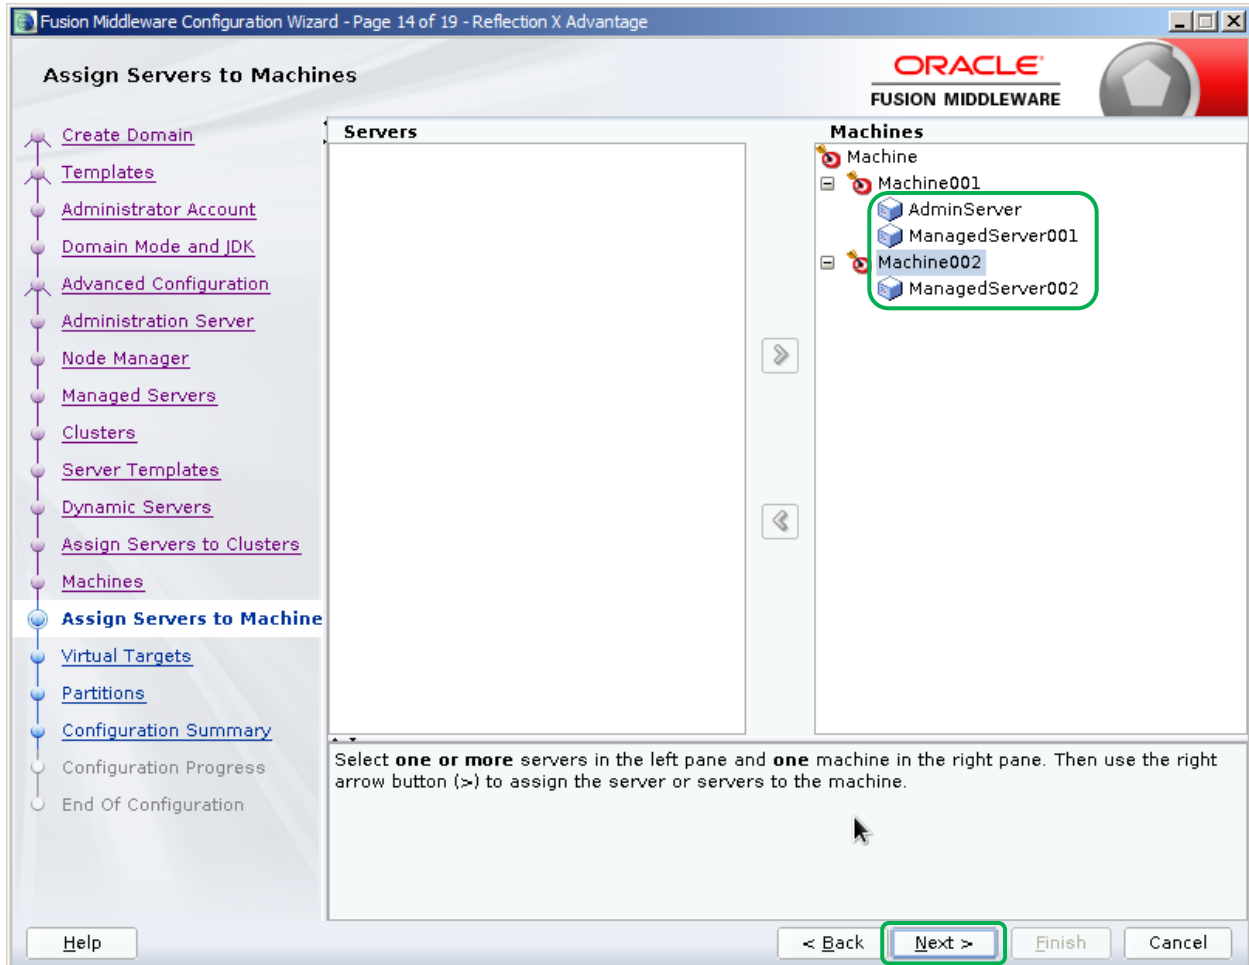 Fusion Middleware Configuration Wizard - Page 14 of 19 - Reflection X Advantage
Assign Servers to Machines
ORACLE
FUSION MIDDLEWARE
Create Domain
Templates
Administrator Account
Domain Mode and JDK
Advanced Configuration
Administration Server
Node Manager
Managed Servers
Clusters
Server Templates
Dynamic Servers
Assign Servers to Clusters
Machines
Assign Servers to Machine
Virtual Targets
Partitions
Configuration Summary
Configuration Progress
End Of Configuration
Servers
Machines
Machine
Machine001
AdminServer
ManagedServer001
Machine002
ManagedServer002
Select one or more servers in the left pane and one machine in the right pane. Then use the right
arrow button (>) to assign the server or servers to the machine.
Help
< Back
Next >
Finish
Cancel